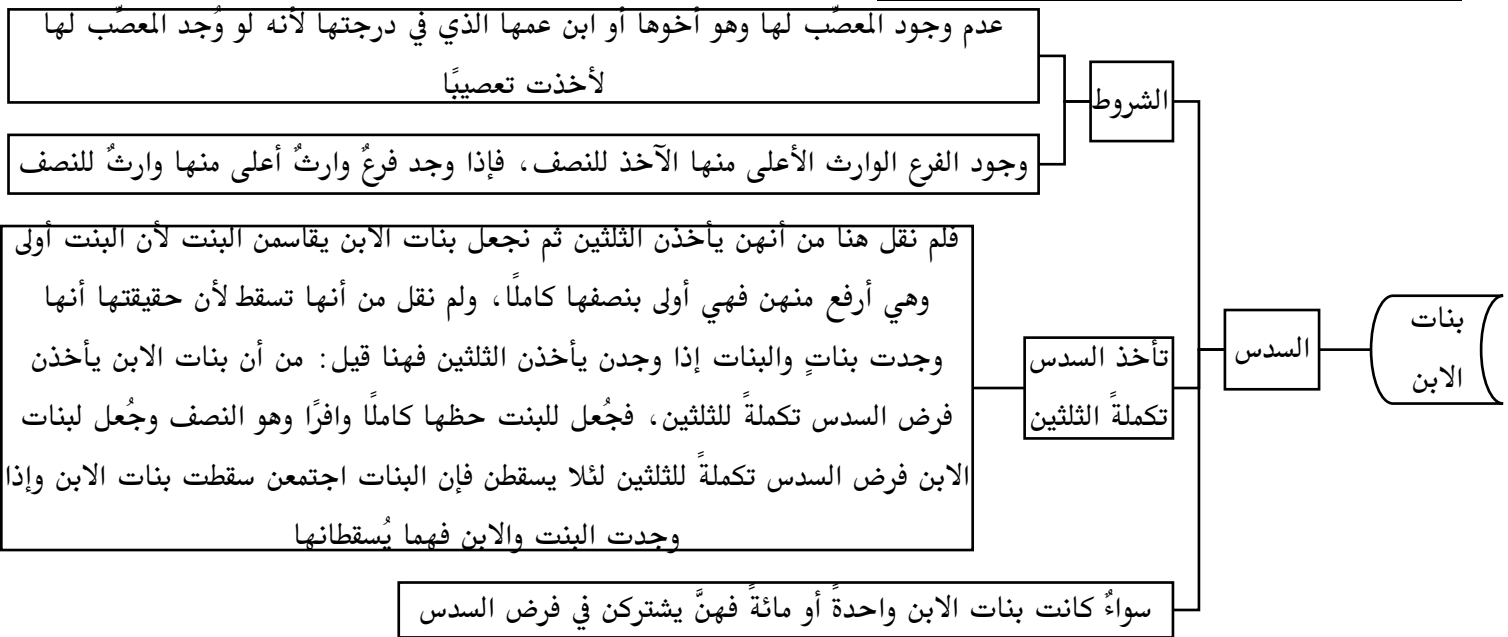 بنات
الابن
السدس
الشروط
عدم وجود المعصِّب لها وهو أخوها أو ابن عمها الذي في درجتها لأنه لو وُجد المعصِّب لها
لأخذت تعصيبًا
وجود الفرع الوارث الأعلى منها الآخذ للنصف، فإذا وجد فرعٌ وارثٌ أعلى منها وارثٌ للنصف
تأخذ السدس
تكملةً الثلثين
فلم نقل هنا من أنهن يأخذن الثلثين ثم نجعل بنات الابن يقاسمن البنت لأن البنت أولى
وهي أرفع منهن فهي أولى بنصفها كاملًا، ولم نقل من أنها تسقط لأن حقيقتها أنها
وجدت بناتٍ والبنات إذا وجدن يأخذن الثلثين فهنا قيل: من أن بنات الابن يأخذن
فرض السدس تكملةً للثلثين، فجُعل للبنت حظها كاملًا وافرًا وهو النصف وجُعل لبنات
الابن فرض السدس تكملةً للثلثين لئلا يسقطن فإن البنات اجتمعن سقطت بنات الابن وإذا
وجدت البنت والابن فهما يُسقطانها
سواءٌ كانت بنات الابن واحدةً أو مائةً فهنَّ يشتركن في فرض السدس